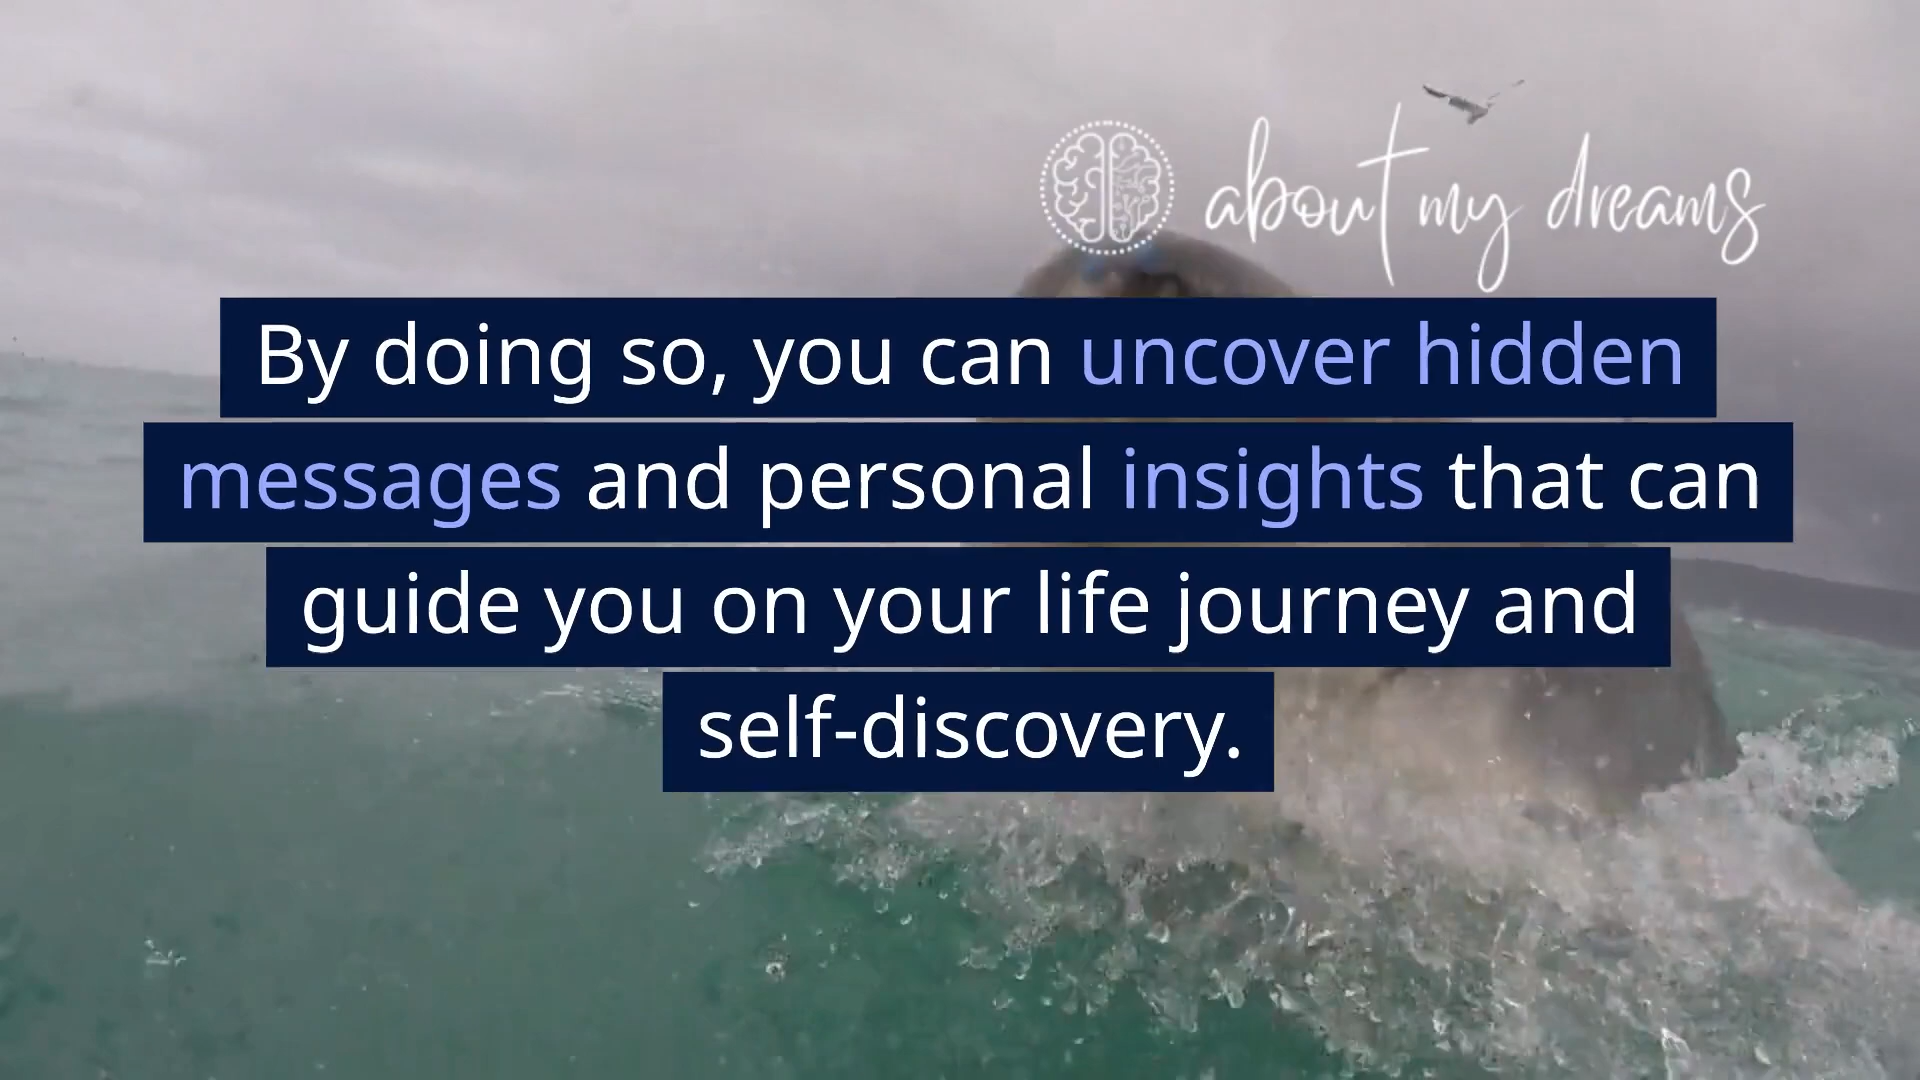 about my dreams
By doing so, you can uncover hidden
messages and personal insights that can
guide you on your life journey and
self-discovery.